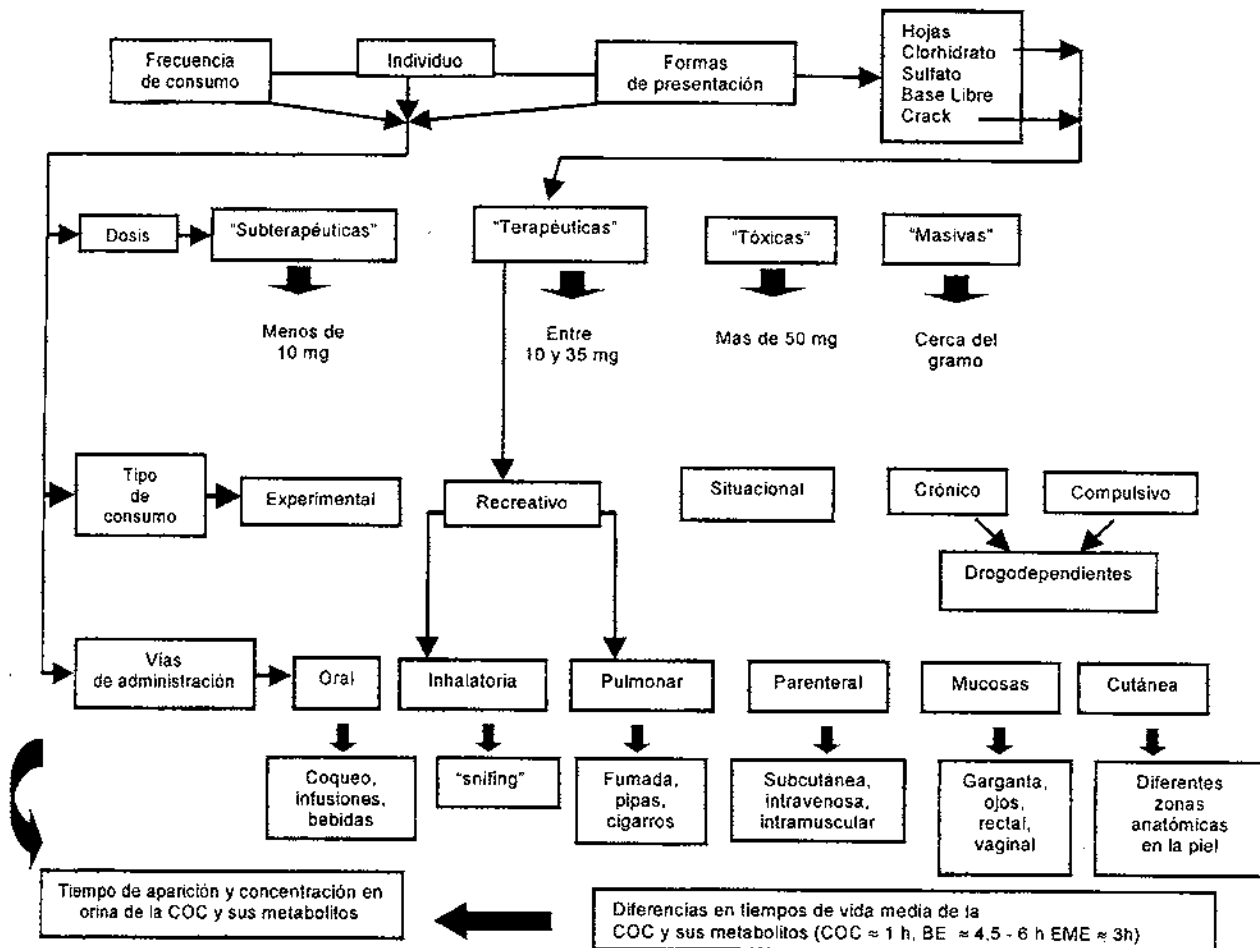 Frecuencia
de consumo
Individuo
Formas
de presentación
Hojas
Clorhidrato
Sulfato
Base Libre
Crack
Dosis
"Subterapéuticas"
"Terapéuticas"
"Tóxicas"
"Masivas"
Menos de
10 mg
Entre
10 y 35 mg
Mas de 50 mg
Cerca del
gramo
Tipo
de
consumo
Experimental
Recreativo
Situacional
Crónico
Compulsivo
Drogodependientes
Vías
de administración
Oral
Inhalatoria
Pulmonar
Parenteral
Mucosas
Cutánea
Coqueo,
infusiones,
bebidas
"snifing"
Fumada,
pipas,
cigarros
Subcutánea,
intravenosa,
intramuscular
Garganta,
ojos,
rectal,
vaginal
Diferentes
zonas
anatómicas
en la piel
Tiempo de aparición y concentración en
orina de la COC y sus metabolitos
Diferencias en tiempos de vida media de la
COC y sus metabolitos (COC ≈ 1 h, BE ≈ 4,5 - 6 h EME ≈ 3h)